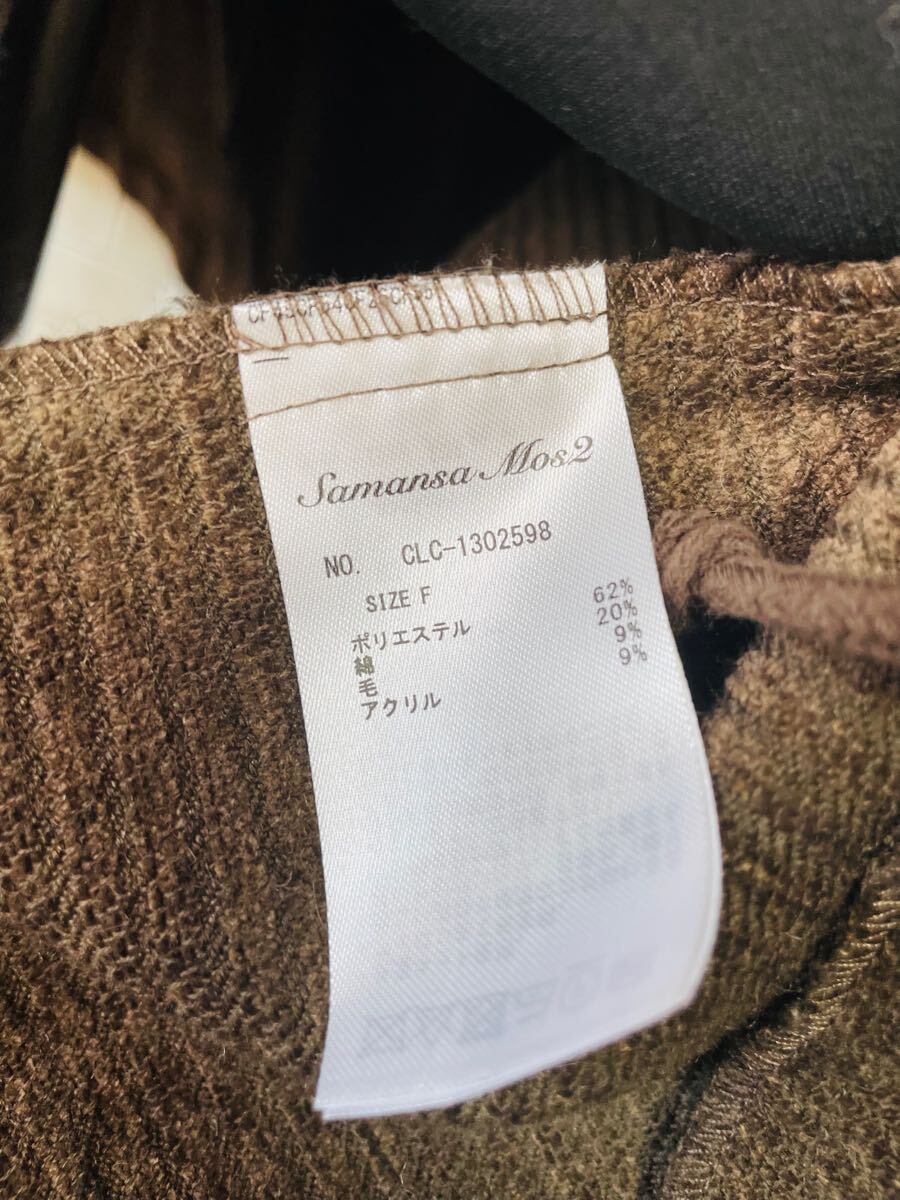 Samansa Mos2
NO. CLC-1302598
SIZE F
ポリエステル 62%
綿 20%
毛 9%
アクリル 9%